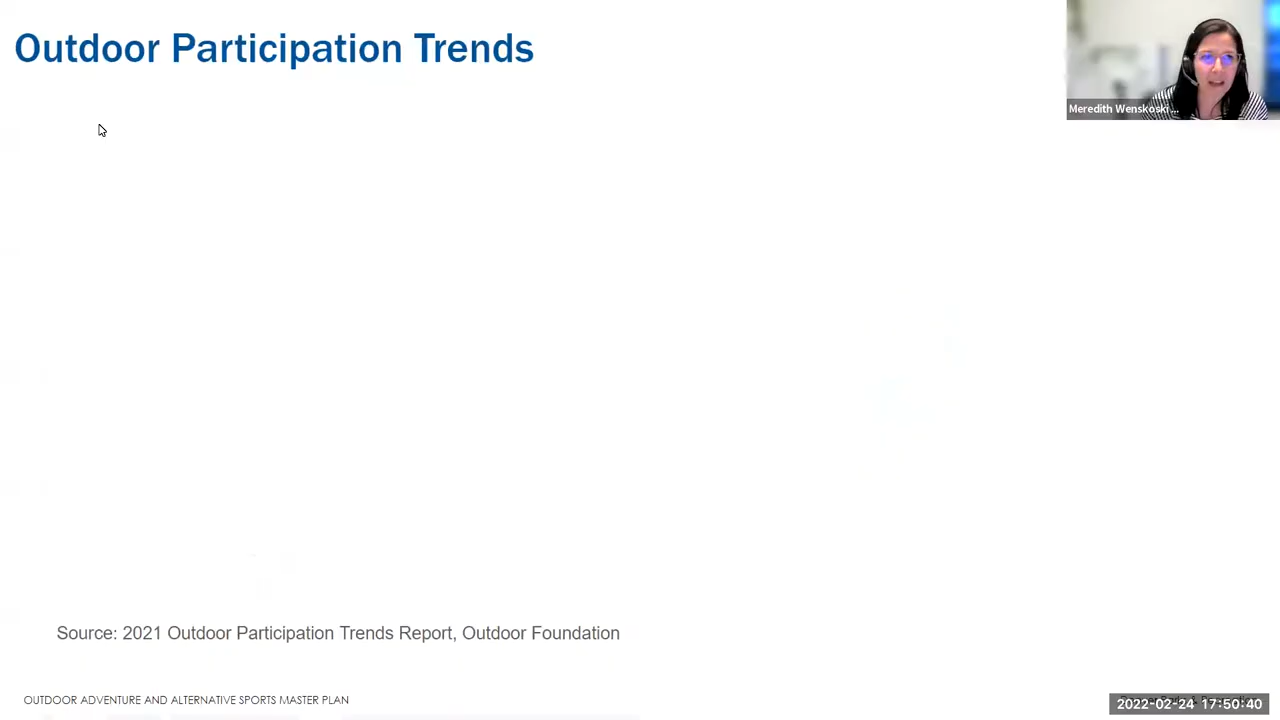 Outdoor Participation Trends
Meredith Wenskoski ...
Source: 2021 Outdoor Participation Trends Report, Outdoor Foundation
OUTDOOR ADVENTURE AND ALTERNATIVE SPORTS MASTER PLAN
2022-02-24 17:50:40